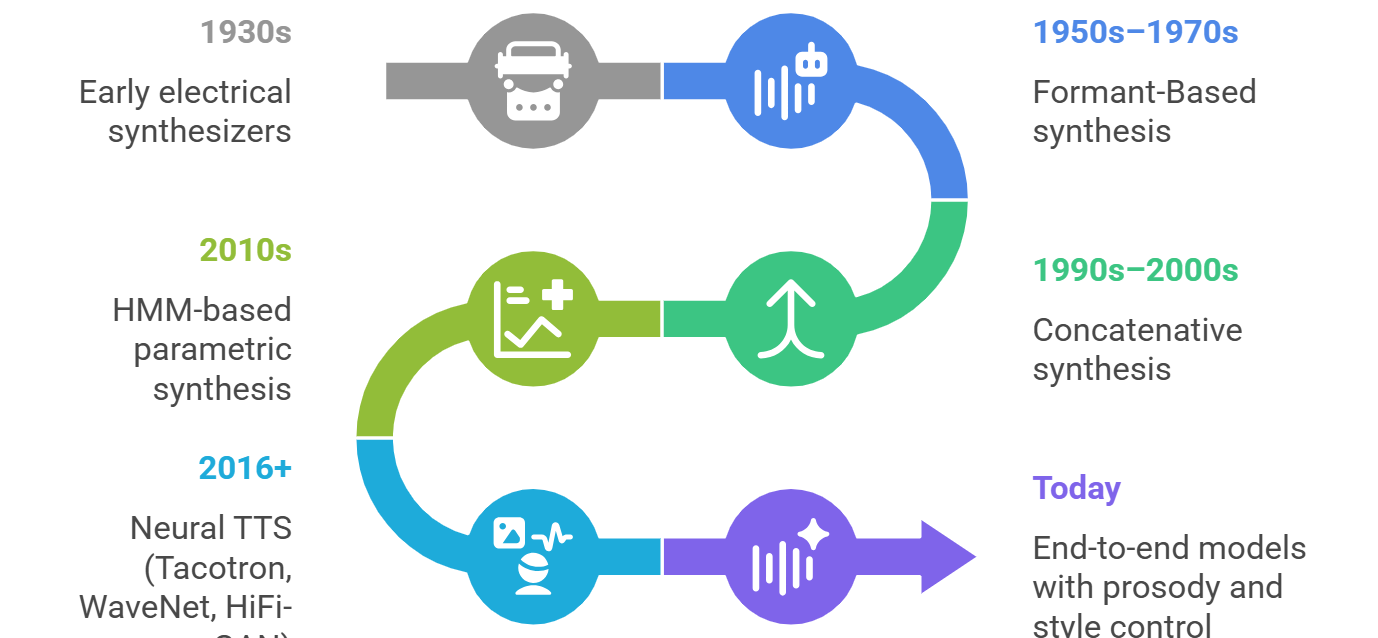 1930s
Early electrical
synthesizers
1950s–1970s
Formant-Based
synthesis
1990s–2000s
Concatenative
synthesis
2010s
HMM-based
parametric
synthesis
2016+
Neural TTS
(Tacotron,
WaveNet, HiFi-
GAN)
Today
End-to-end models
with prosody and
style control